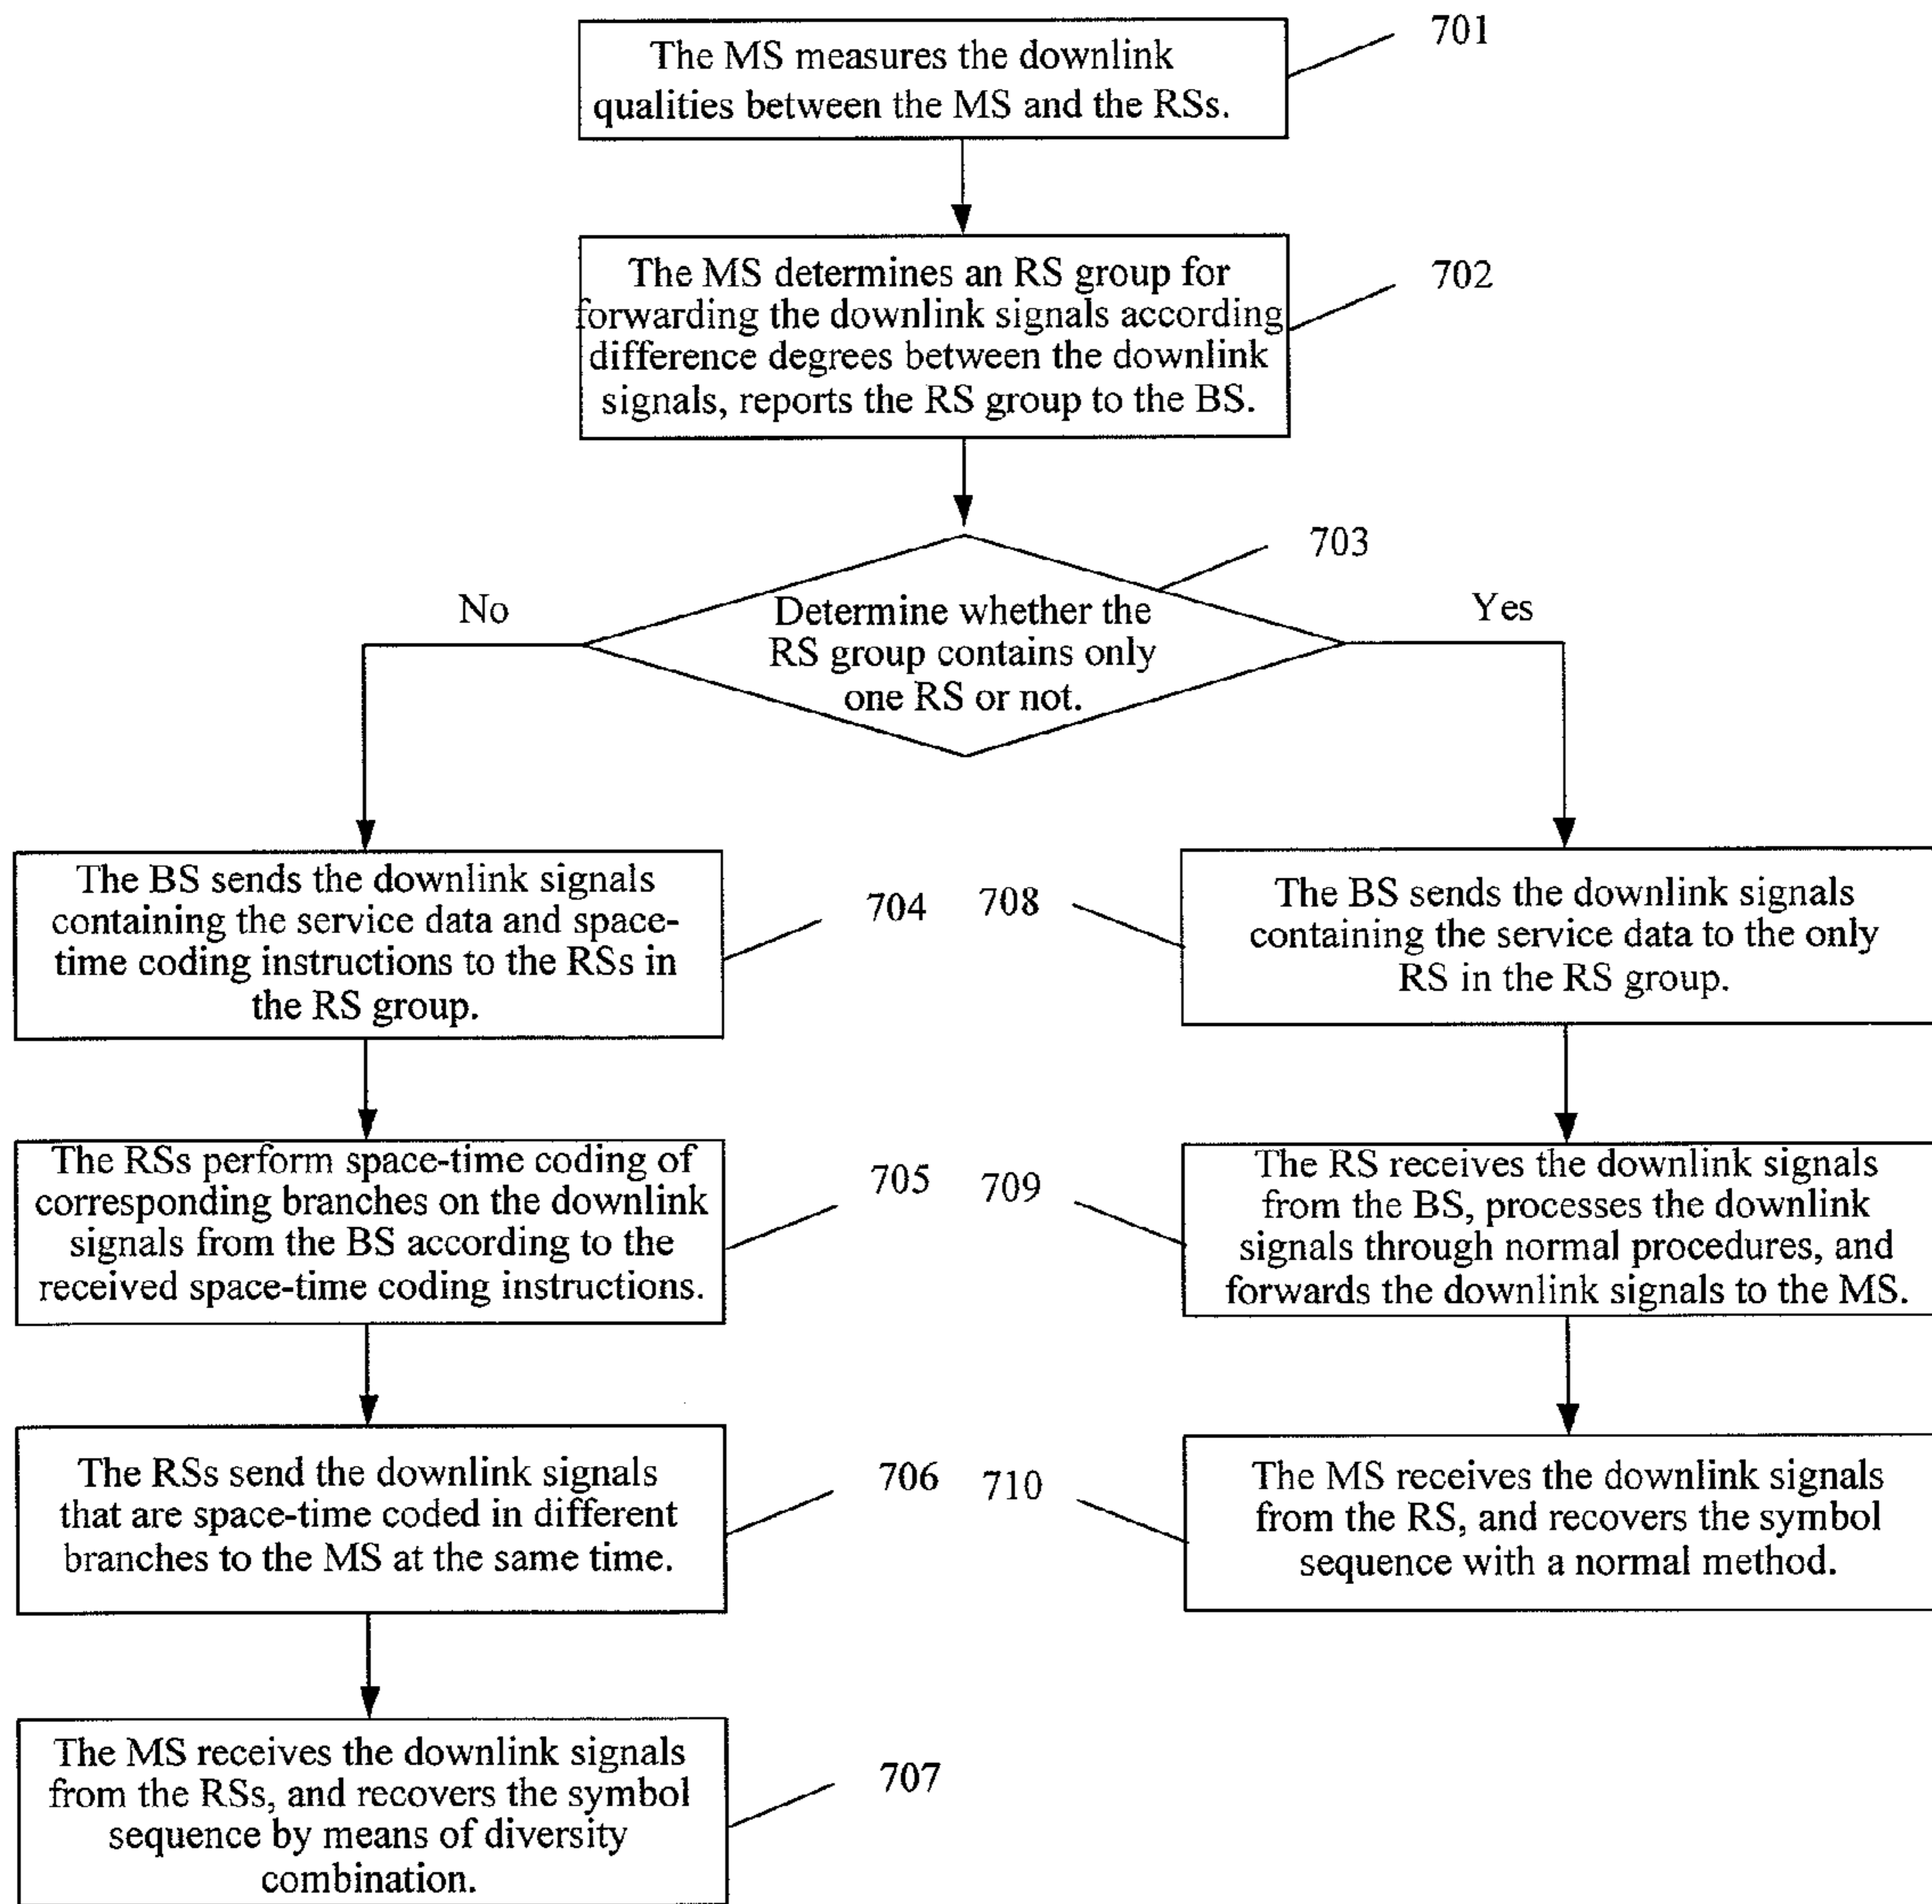 The MS measures the downlink
qualities between the MS and the RSs.
701
The MS determines an RS group for
forwarding the downlink signals according
difference degrees between the downlink
signals, reports the RS group to the BS.
702
703
Determine whether the
RS group contains only
one RS or not.
No
Yes
The BS sends the downlink signals
containing the service data and space-
time coding instructions to the RSs in
the RS group.
704
708
The BS sends the downlink signals
containing the service data to the only
RS in the RS group.
The RSs perform space-time coding of
corresponding branches on the downlink
signals from the BS according to the
received space-time coding instructions.
705
709
The RS receives the downlink signals
from the BS, processes the downlink
signals through normal procedures, and
forwards the downlink signals to the MS.
The RSs send the downlink signals
that are space-time coded in different
branches to the MS at the same time.
706
710
The MS receives the downlink signals
from the RS, and recovers the symbol
sequence with a normal method.
The MS receives the downlink signals
from the RSs, and recovers the symbol
sequence by means of diversity
combination.
707